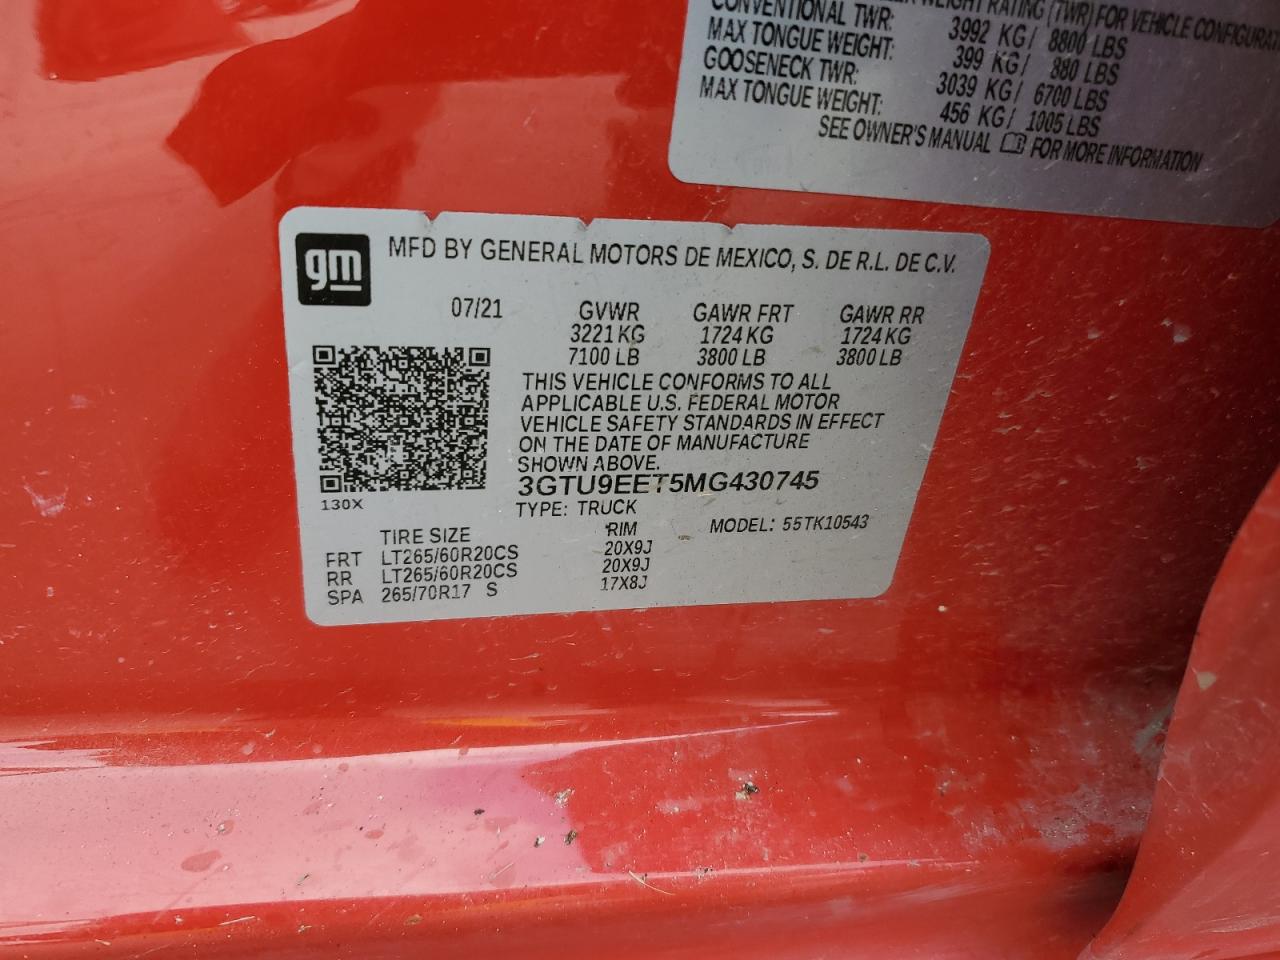 WEIGHT RATING (TWR) FOR VEHICLE
CONVENTIONAL TWR: 3992 KG/ 8800 LBS
MAX TONGUE WEIGHT: 399 KG/ 880 LBS
GOOSENECK TWR: 3039 KG/ 6700 LBS
MAX TONGUE WEIGHT: 456 KG/ 1005 LBS
SEE OWNER'S MANUAL FOR MORE INFORMATION
gm MFD BY GENERAL MOTORS DE MEXICO, S. DE R.L. DE C.V.
07/21 GVWR GAWR FRT GAWR RR
3221 KG 1724 KG 1724 KG
7100 LB 3800 LB 3800 LB
THIS VEHICLE CONFORMS TO ALL
APPLICABLE U.S. FEDERAL MOTOR
VEHICLE SAFETY STANDARDS IN EFFECT
ON THE DATE OF MANUFACTURE
SHOWN ABOVE.
3GTU9EET5MG430745
130X
TYPE: TRUCK
MODEL: 55TK10543
TIRE SIZE RIM
FRT LT265/60R20CS 20X9J
RR LT265/60R20CS 20X9J
SPA 265/70R17 S 17X8J